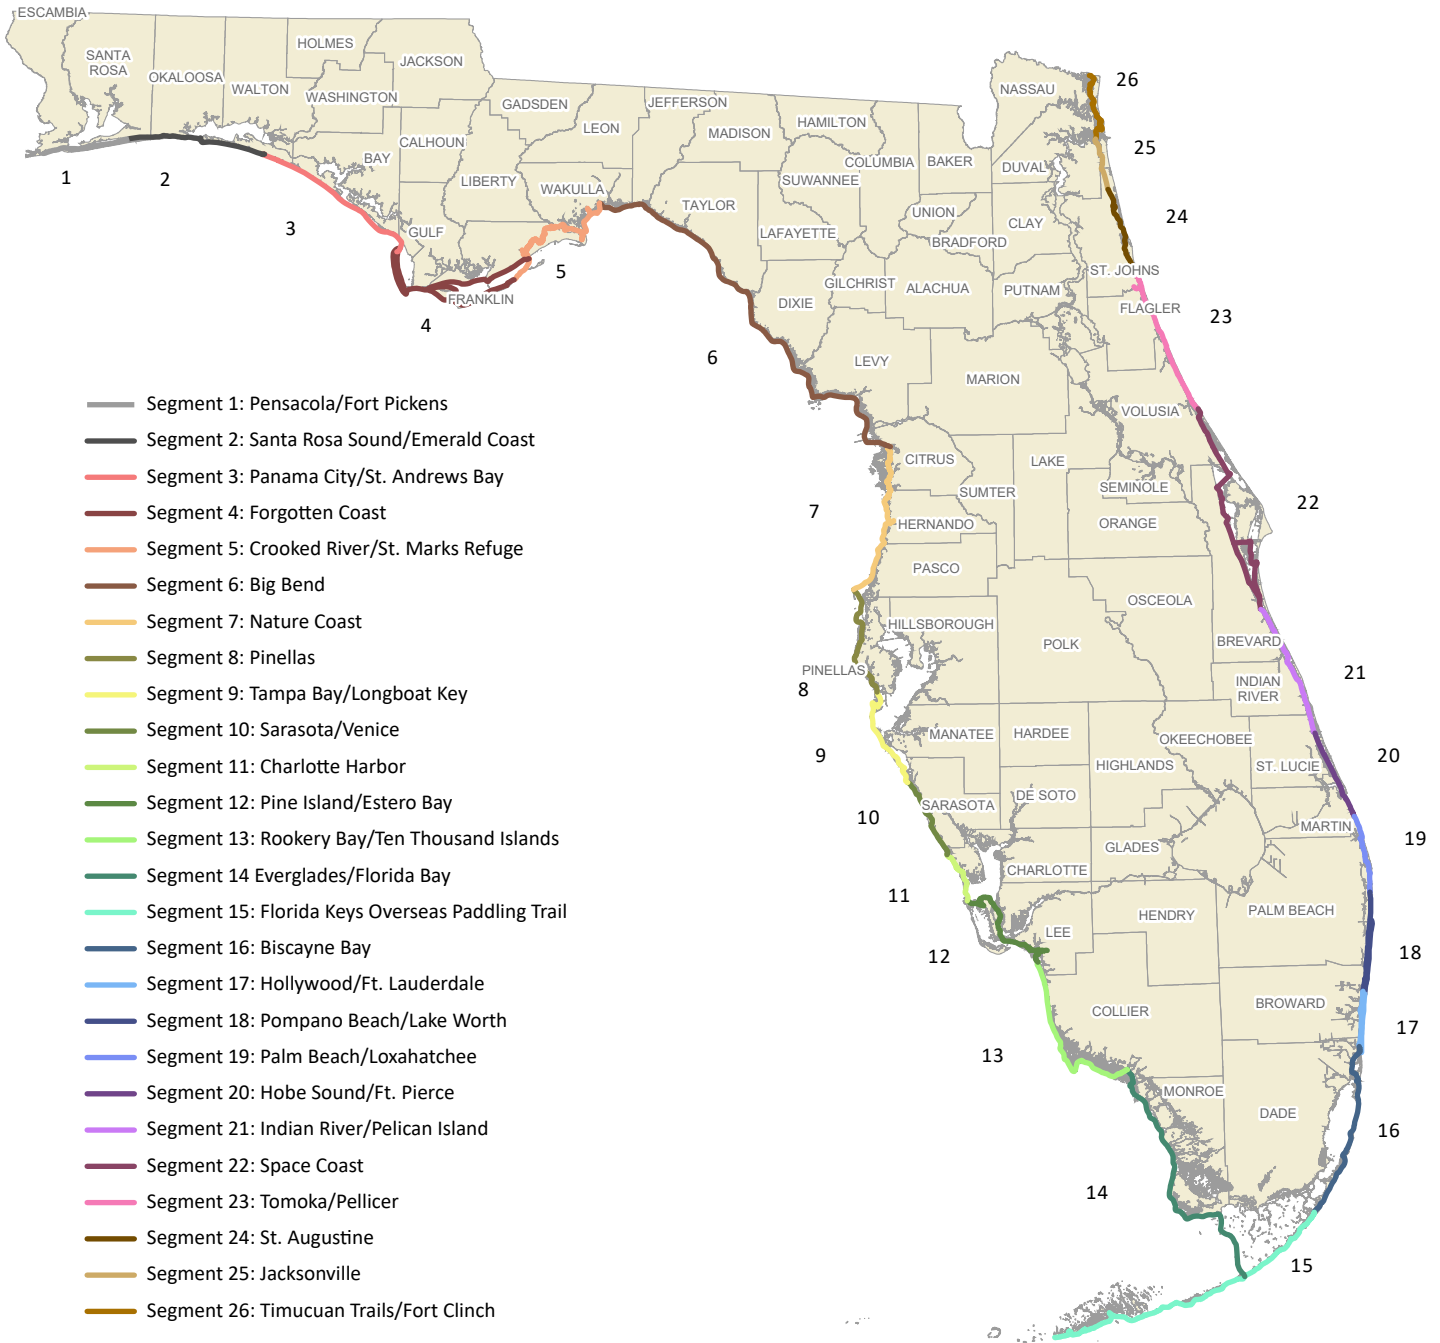 ESCAMBIA
SANTA
ROSA
OKALOOSA
WALTON
HOLMES
WASHINGTON
JACKSON
BAY
CALHOUN
GULF
LIBERTY
GADSDEN
FRANKLIN
LEON
WAKULLA
JEFFERSON
MADISON
TAYLOR
HAMILTON
SUWANNEE
LAFAYETTE
DIXIE
COLUMBIA
GILCHRIST
LEVY
BAKER
UNION
BRADFORD
ALACHUA
NASSAU
DUVAL
CLAY
PUTNAM
ST. JOHNS
FLAGLER
MARION
VOLUSIA
CITRUS
SUMTER
LAKE
SEMINOLE
ORANGE
HERNANDO
PASCO
OSCEOLA
BREVARD
HILLSBOROUGH
POLK
PINELLAS
INDIAN
RIVER
MANATEE
HARDEE
HIGHLANDS
OKEECHOBEE
ST. LUCIE
SARASOTA
DE SOTO
MARTIN
CHARLOTTE
GLADES
LEE
HENDRY
PALM BEACH
COLLIER
BROWARD
MONROE
DADE
1
2
3
4
5
6
7
8
9
10
11
12
13
14
15
16
17
18
19
20
21
22
23
24
25
26
Segment 1: Pensacola/Fort Pickens
Segment 2: Santa Rosa Sound/Emerald Coast
Segment 3: Panama City/St. Andrews Bay
Segment 4: Forgotten Coast
Segment 5: Crooked River/St. Marks Refuge
Segment 6: Big Bend
Segment 7: Nature Coast
Segment 8: Pinellas
Segment 9: Tampa Bay/Longboat Key
Segment 10: Sarasota/Venice
Segment 11: Charlotte Harbor
Segment 12: Pine Island/Estero Bay
Segment 13: Rookery Bay/Ten Thousand Islands
Segment 14 Everglades/Florida Bay
Segment 15: Florida Keys Overseas Paddling Trail
Segment 16: Biscayne Bay
Segment 17: Hollywood/Ft. Lauderdale
Segment 18: Pompano Beach/Lake Worth
Segment 19: Palm Beach/Loxahatchee
Segment 20: Hobe Sound/Ft. Pierce
Segment 21: Indian River/Pelican Island
Segment 22: Space Coast
Segment 23: Tomoka/Pellicer
Segment 24: St. Augustine
Segment 25: Jacksonville
Segment 26: Timucuan Trails/Fort Clinch